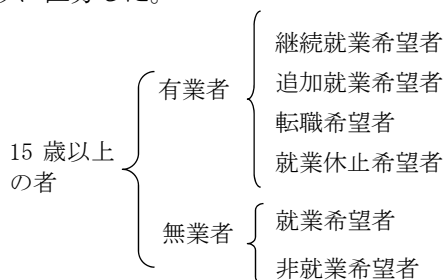 継続就業希望者
有業者
追加就業希望者
転職希望者
就業休止希望者
15 歳以上
の者
無業者
就業希望者
非就業希望者